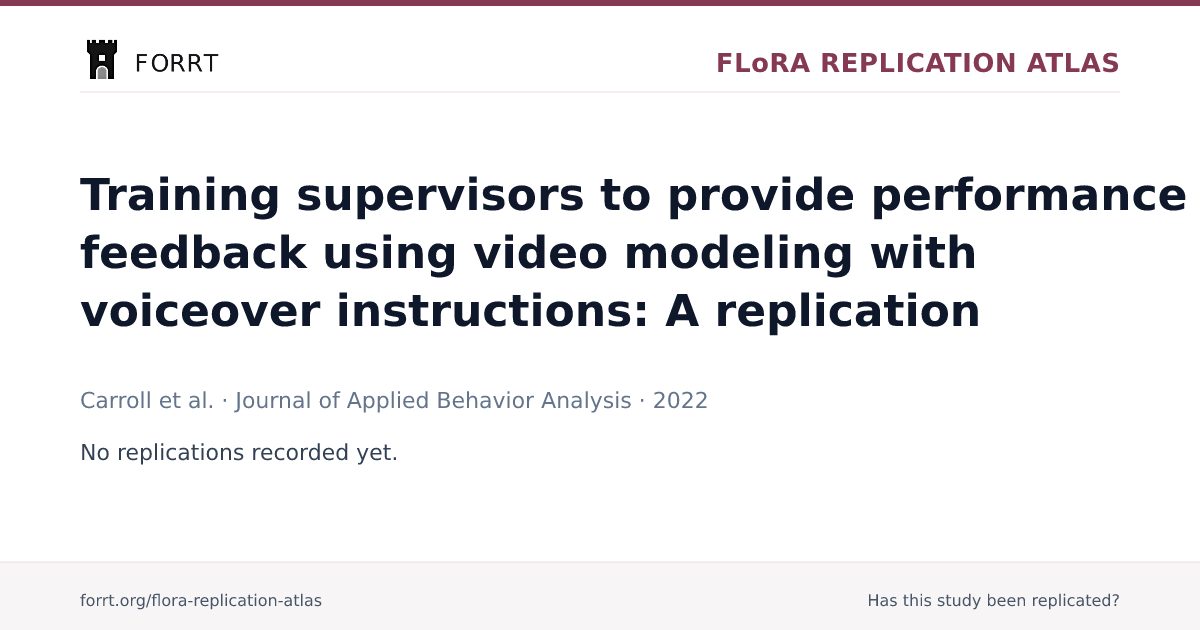 FORRT
FLoRA REPLICATION ATLAS
Training supervisors to provide performance
feedback using video modeling with
voiceover instructions: A replication
Carroll et al. · Journal of Applied Behavior Analysis · 2022
No replications recorded yet.
forrt.org/flora-replication-atlas
Has this study been replicated?